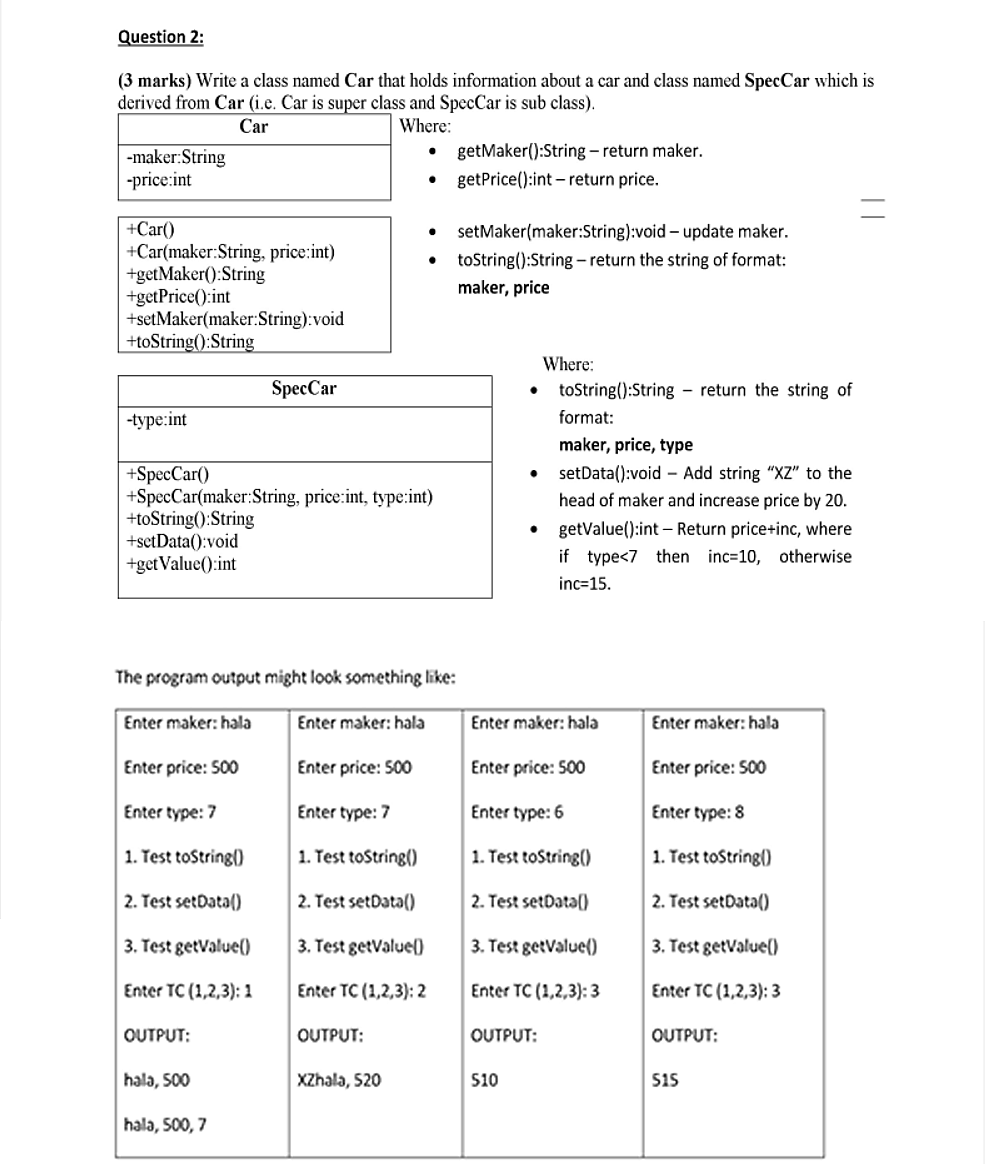 Question 2:
(3 marks) Write a class named Car that holds information about a car and class named SpecCar which is
derived from Car (i.e. Car is super class and SpecCar is sub class).
Car
-maker:String
-price:int
Where:
• getMaker():String – return maker.
• getPrice():int – return price.
+Car()
+Car(maker:String, price:int)
+getMaker():String
+getPrice():int
+setMaker(maker:String):void
+toString():String
• setMaker(maker:String):void – update maker.
• toString():String – return the string of format:
maker, price
SpecCar
-type:int
+SpecCar()
+SpecCar(maker:String, price:int, type:int)
+toString():String
+setData():void
+getValue():int
Where:
• toString():String – return the string of
format:
maker, price, type
• setData():void – Add string “XZ” to the
head of maker and increase price by 20.
• getValue():int – Return price+inc, where
if type<7 then inc=10, otherwise
inc=15.
The program output might look something like:
Enter maker: hala
Enter price: 500
Enter type: 7
1. Test toString()
2. Test setData()
3. Test getValue()
Enter TC (1,2,3): 1
OUTPUT:
hala, 500
hala, 500, 7
Enter maker: hala
Enter price: 500
Enter type: 7
1. Test toString()
2. Test setData()
3. Test getValue()
Enter TC (1,2,3): 2
OUTPUT:
XZhala, 520
Enter maker: hala
Enter price: 500
Enter type: 6
1. Test toString()
2. Test setData()
3. Test getValue()
Enter TC (1,2,3): 3
OUTPUT:
510
Enter maker: hala
Enter price: 500
Enter type: 8
1. Test toString()
2. Test setData()
3. Test getValue()
Enter TC (1,2,3): 3
OUTPUT:
515